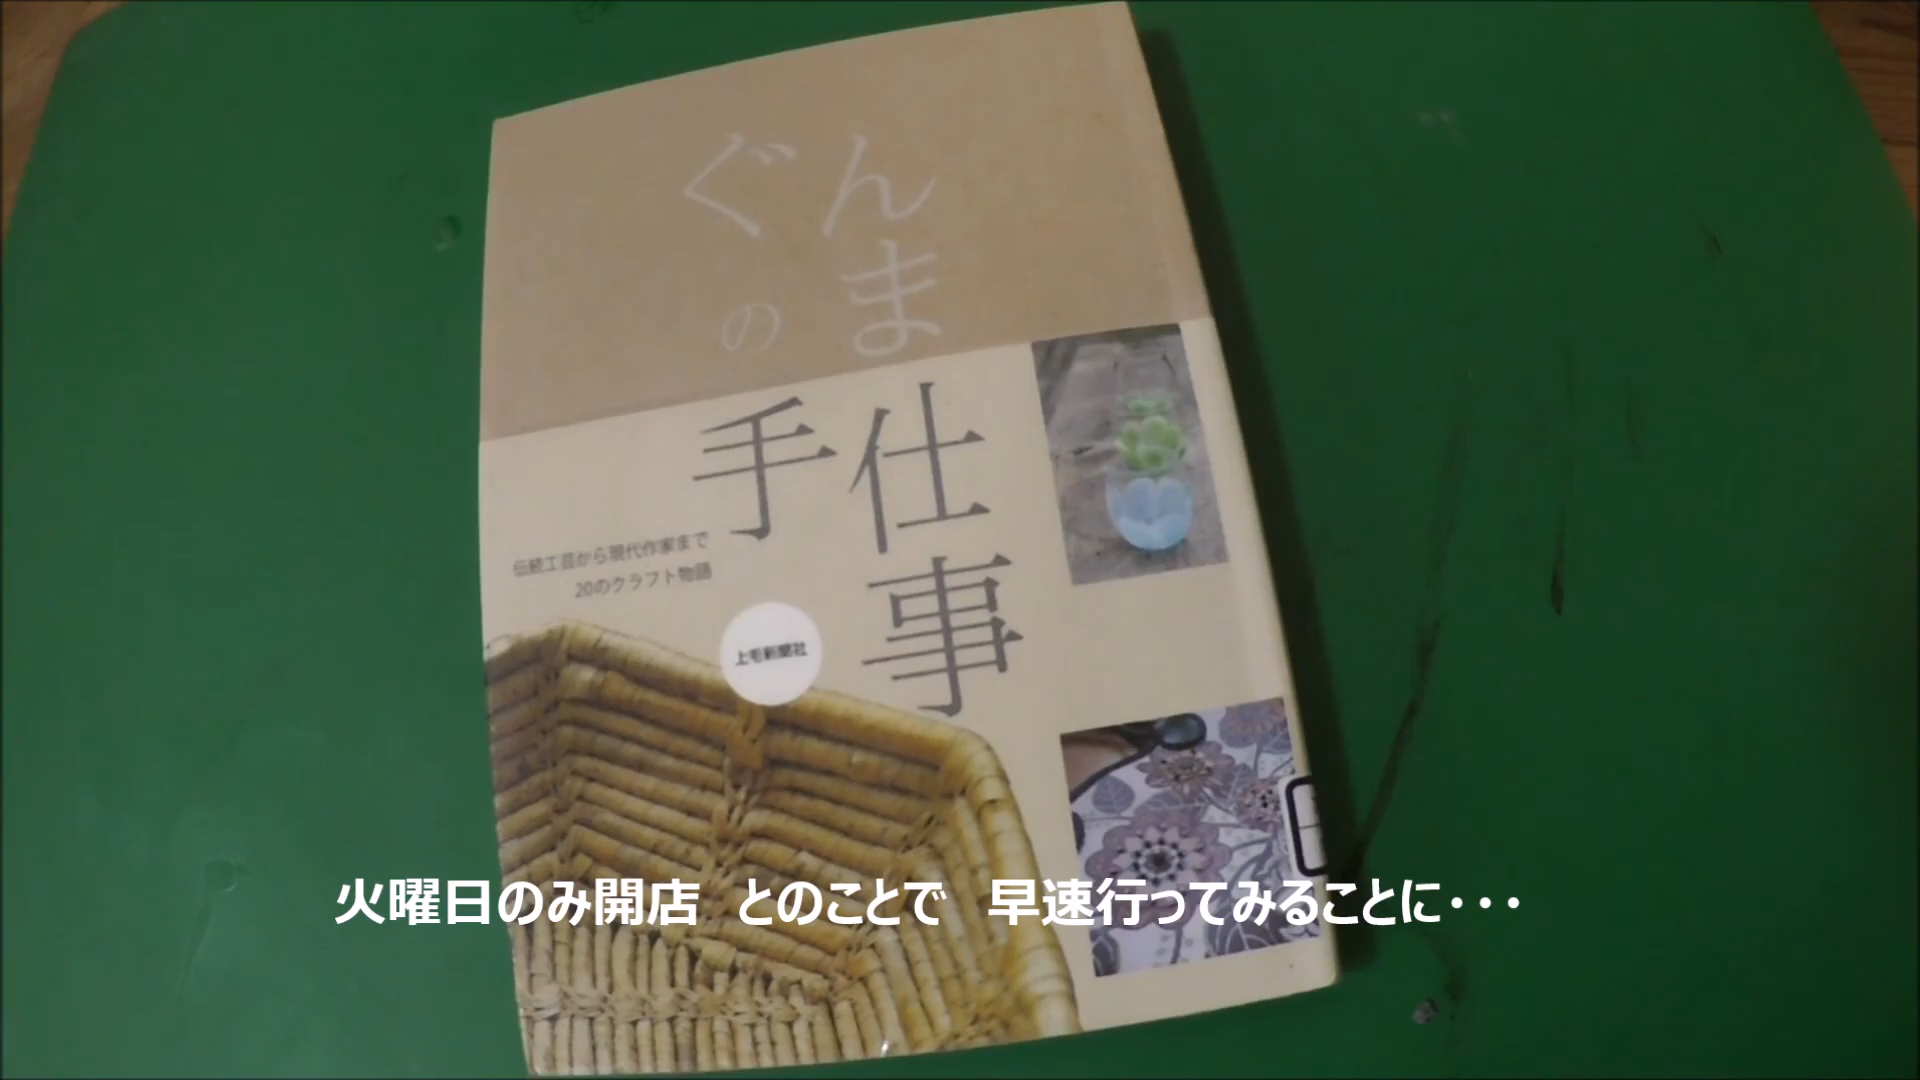 ぐんまの
手仕事
伝統工芸から現代作家まで
20のクラフト物語
上毛新聞社
火曜日のみ開店　とのことで　早速行ってみることに・・・